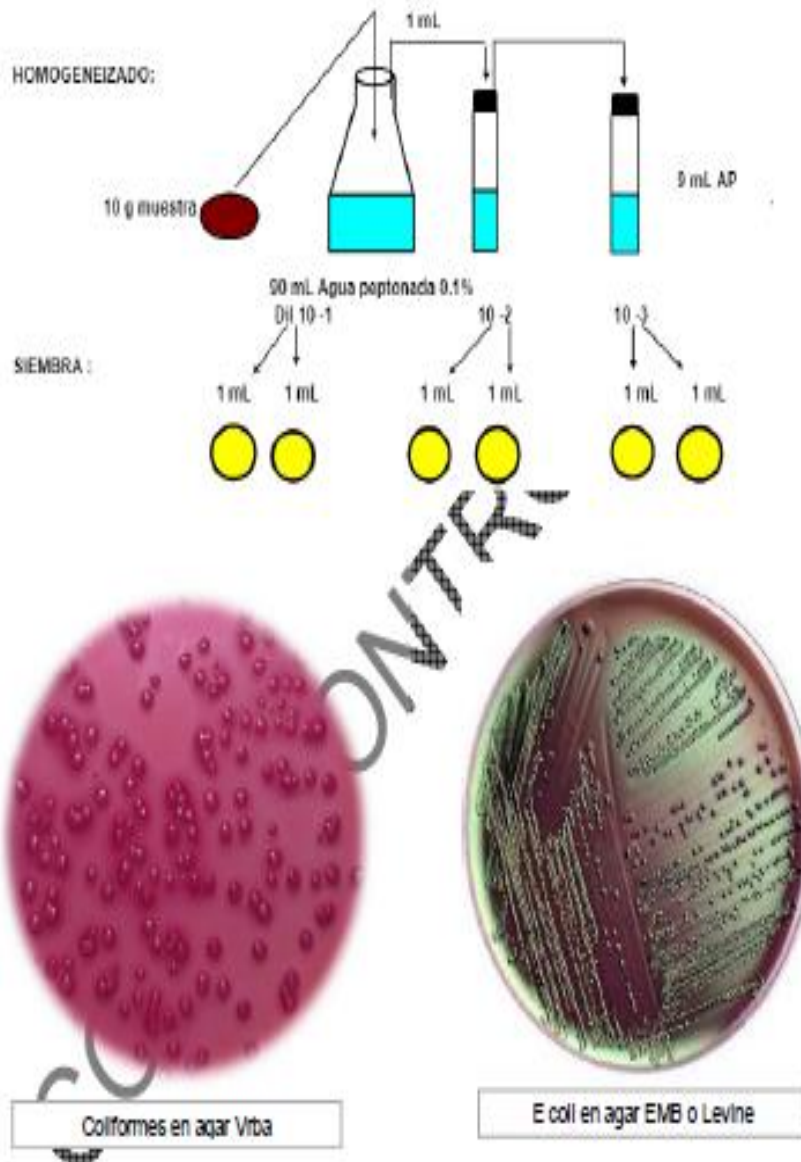 1 mL
HOMOGENEIZADO:
10 g muestra
9 mL AP
90 mL Agua peptonada 0.1%
Dil 10 -1
10 -2
10 -3
SIEMBRA :
1 mL 1 mL 1 mL 1 mL 1 mL 1 mL
Coliformes en agar Vrba
E coli en agar EMB o Levine